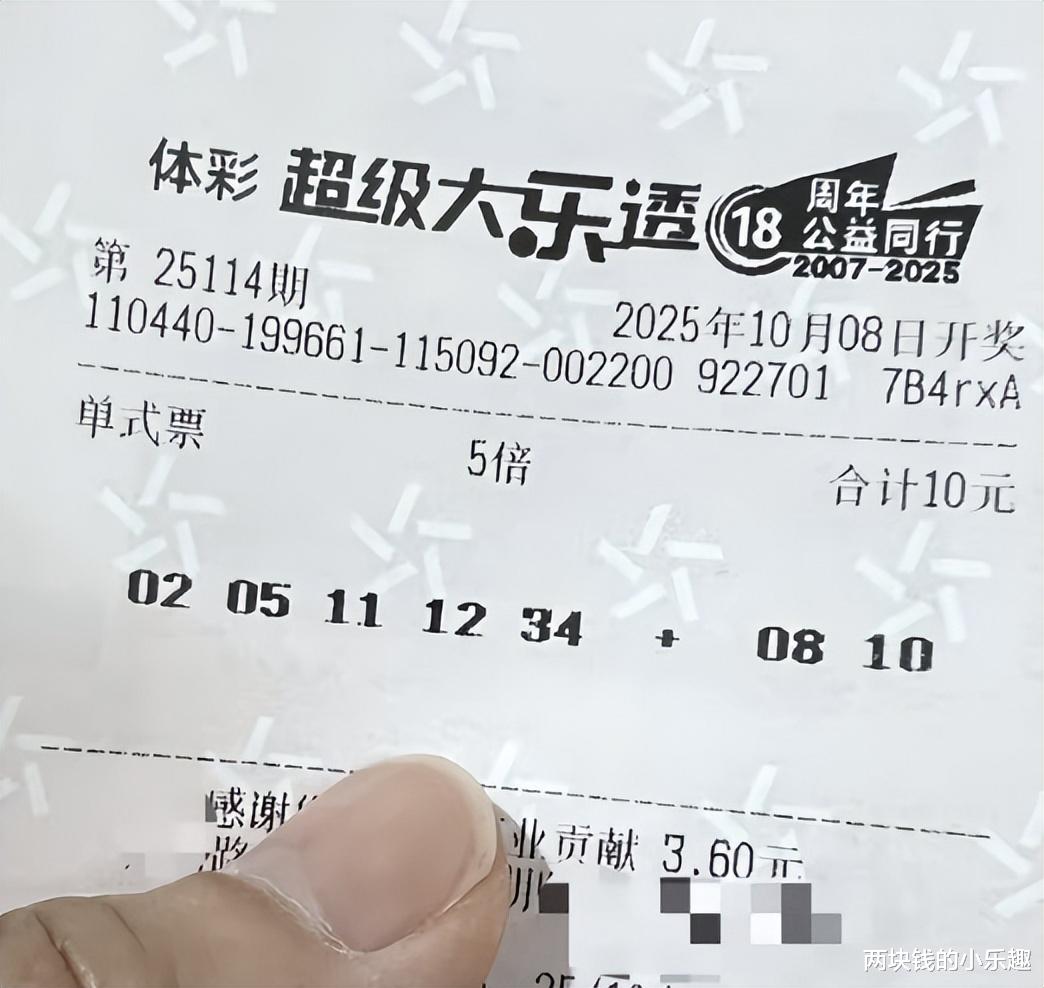 体彩 超级大乐透 18 周年 公益同行 2007-2025
第 25114期 2025年10月08日开奖
110440-199661-115092-002200 922701 7B4rxA
单式票 5倍 合计10元
02 05 11 12 34 + 08 10
感谢 业贡献 3.60元
路
两块钱的小乐趣